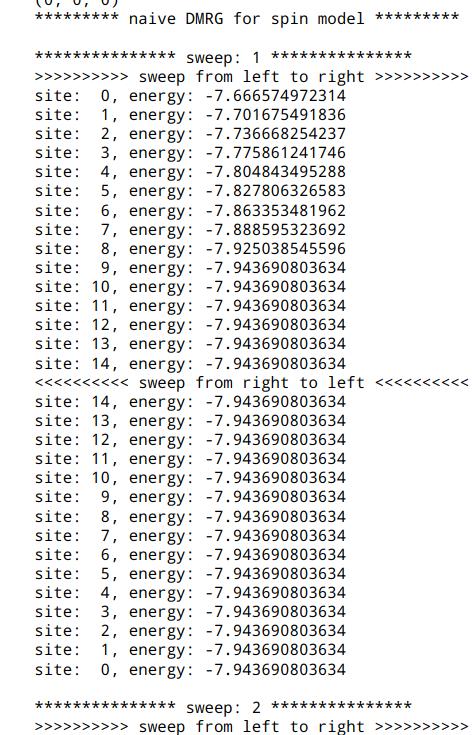 (0, 0, 0)
********* naive DMRG for spin model *********
*************** sweep: 1 ***************
>>>>>>>>>> sweep from left to right >>>>>>>>>>
site:  0, energy: -7.666574972314
site:  1, energy: -7.701675491836
site:  2, energy: -7.736668254237
site:  3, energy: -7.775861241746
site:  4, energy: -7.804843495288
site:  5, energy: -7.827806326583
site:  6, energy: -7.863353481962
site:  7, energy: -7.888595323692
site:  8, energy: -7.925038545596
site:  9, energy: -7.943690803634
site: 10, energy: -7.943690803634
site: 11, energy: -7.943690803634
site: 12, energy: -7.943690803634
site: 13, energy: -7.943690803634
site: 14, energy: -7.943690803634
<<<<<<<<<< sweep from right to left <<<<<<<<<<
site: 14, energy: -7.943690803634
site: 13, energy: -7.943690803634
site: 12, energy: -7.943690803634
site: 11, energy: -7.943690803634
site: 10, energy: -7.943690803634
site:  9, energy: -7.943690803634
site:  8, energy: -7.943690803634
site:  7, energy: -7.943690803634
site:  6, energy: -7.943690803634
site:  5, energy: -7.943690803634
site:  4, energy: -7.943690803634
site:  3, energy: -7.943690803634
site:  2, energy: -7.943690803634
site:  1, energy: -7.943690803634
site:  0, energy: -7.943690803634
*************** sweep: 2 ***************
>>>>>>>>>> sweep from left to right >>>>>>>>>>